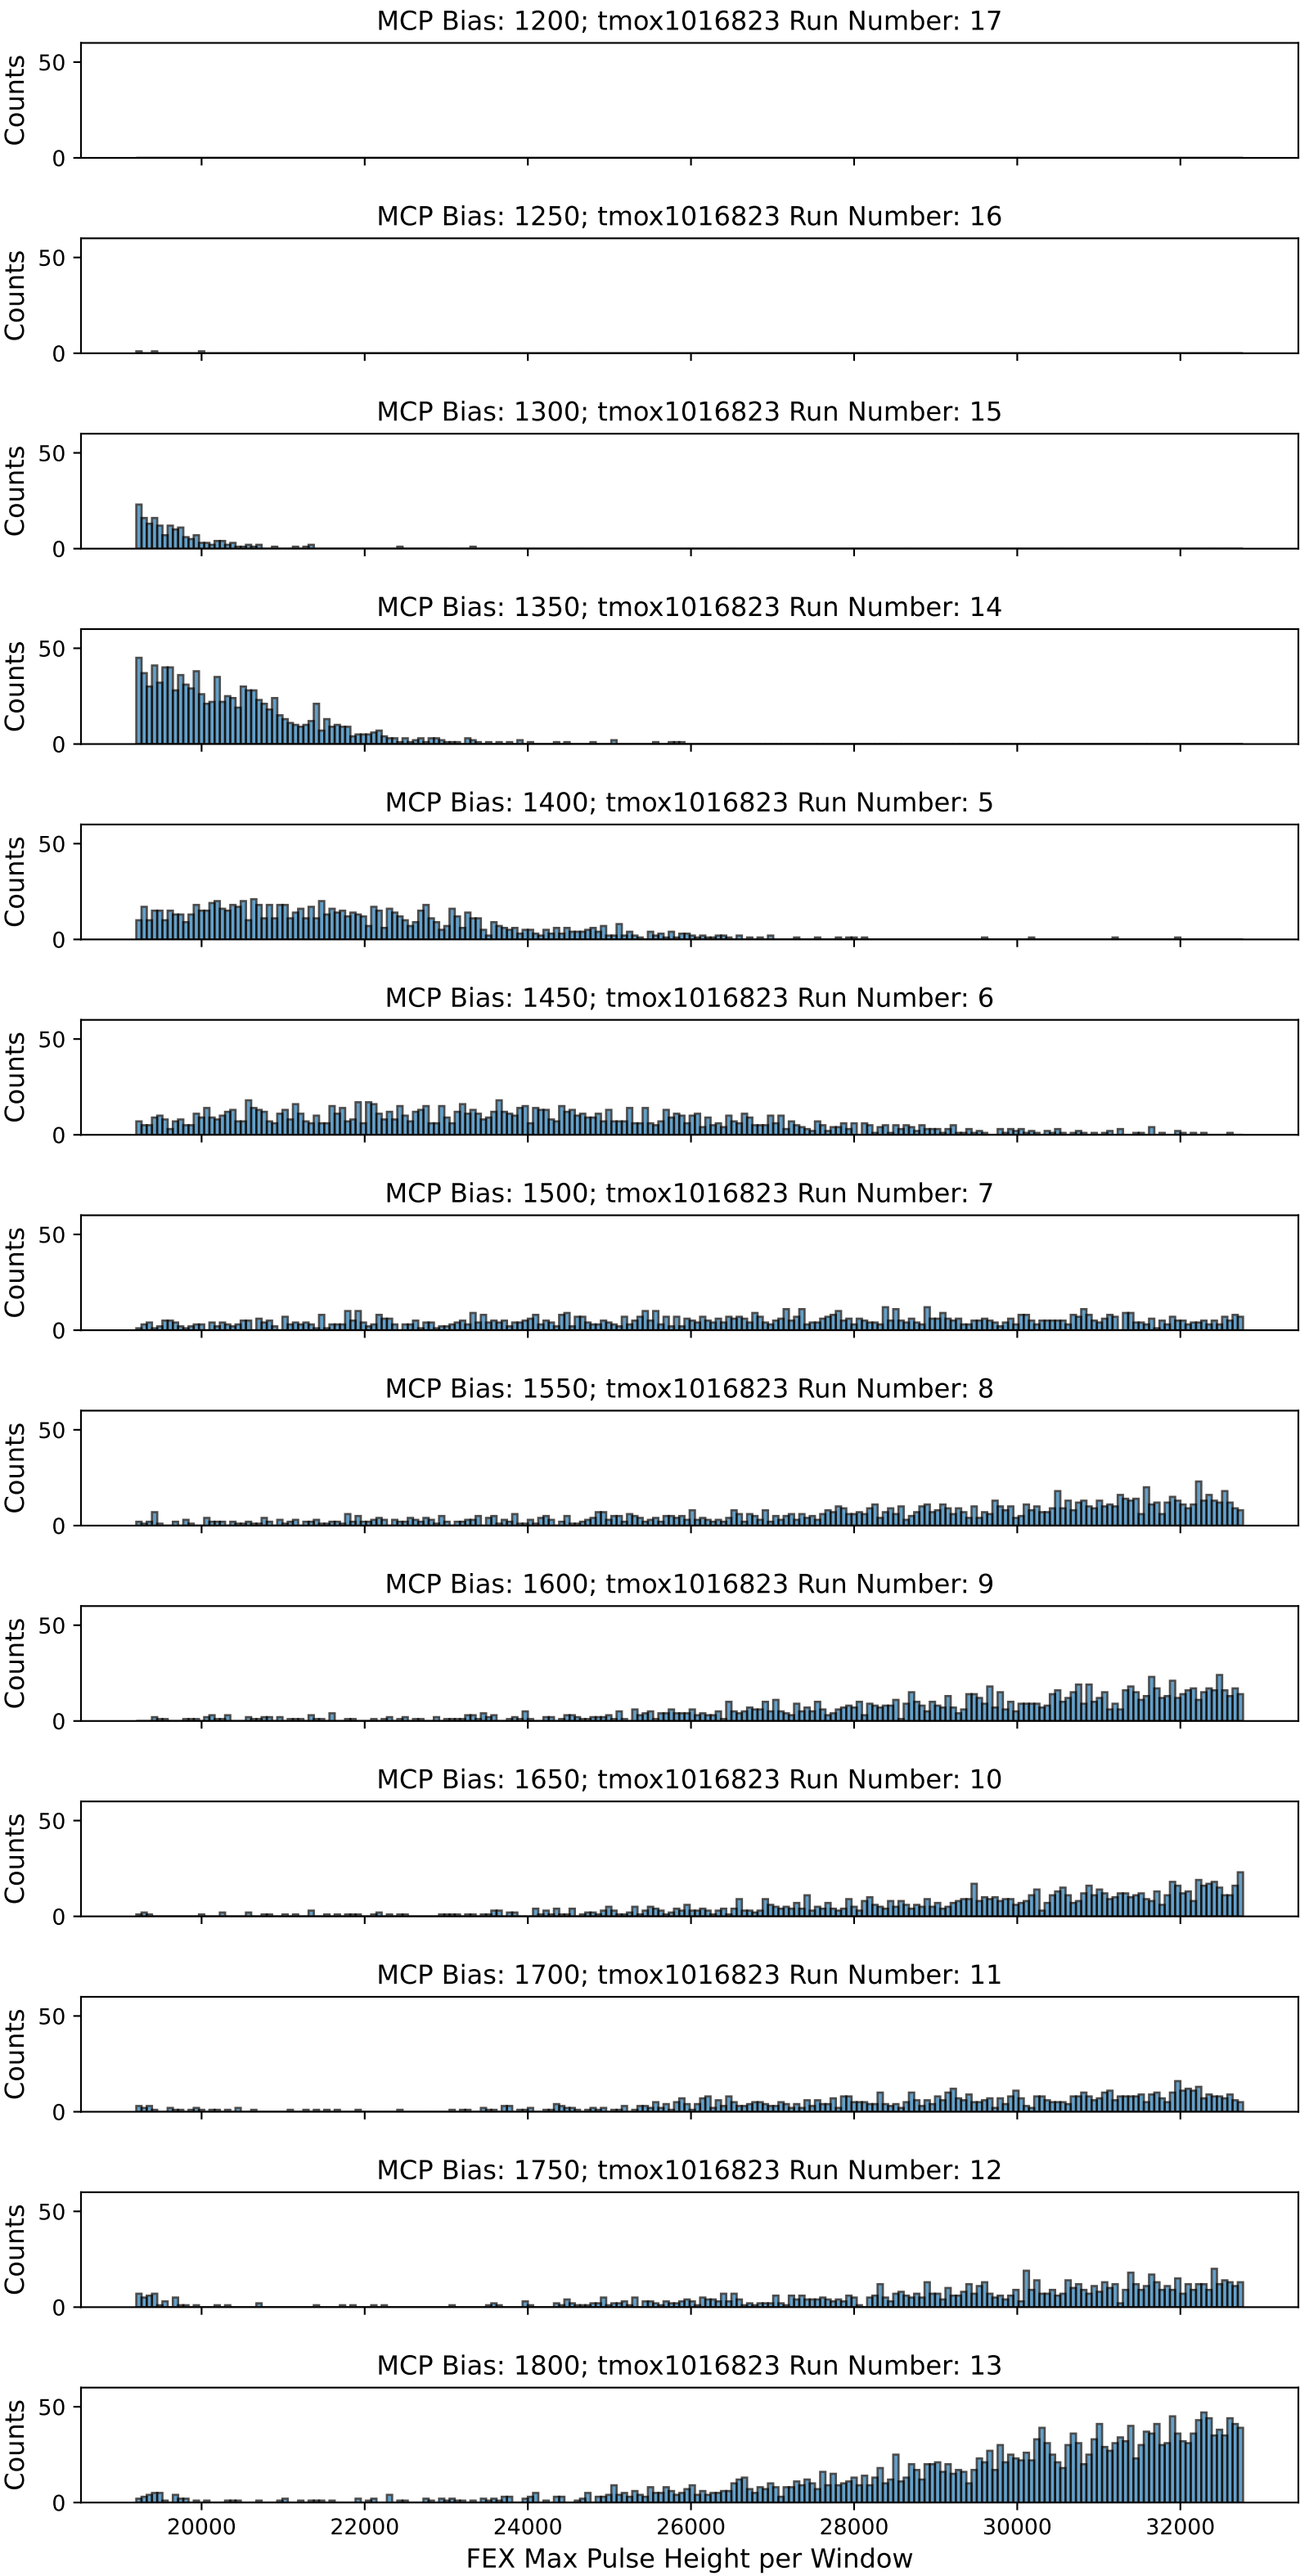 MCP Bias: 1200; tmox1016823 Run Number: 17
50
Counts
0
MCP Bias: 1250; tmox1016823 Run Number: 16
50
Counts
0
MCP Bias: 1300; tmox1016823 Run Number: 15
50
Counts
0
MCP Bias: 1350; tmox1016823 Run Number: 14
50
Counts
0
MCP Bias: 1400; tmox1016823 Run Number: 5
50
Counts
0
MCP Bias: 1450; tmox1016823 Run Number: 6
50
Counts
0
MCP Bias: 1500; tmox1016823 Run Number: 7
50
Counts
0
MCP Bias: 1550; tmox1016823 Run Number: 8
50
Counts
0
MCP Bias: 1600; tmox1016823 Run Number: 9
50
Counts
0
MCP Bias: 1650; tmox1016823 Run Number: 10
50
Counts
0
MCP Bias: 1700; tmox1016823 Run Number: 11
50
Counts
0
MCP Bias: 1750; tmox1016823 Run Number: 12
50
Counts
0
MCP Bias: 1800; tmox1016823 Run Number: 13
50
Counts
0
20000 22000 24000 26000 28000 30000 32000
FEX Max Pulse Height per Window